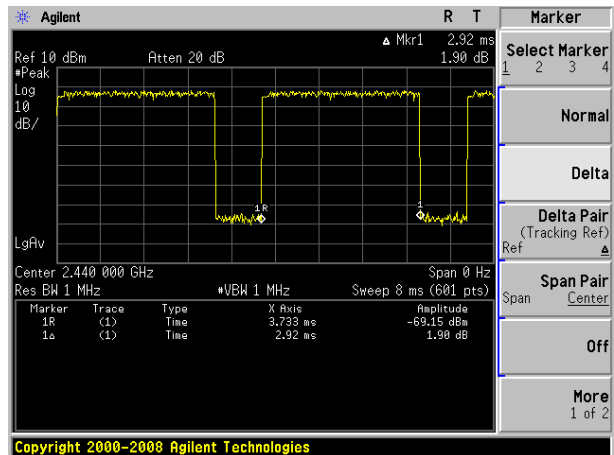 Agilent R T Marker
Δ Mkr1 2.92 ms
Ref 10 dBm Atten 20 dB 1.90 dB
#Peak
Log
10
dB/
1R
1
LgAv
Center 2.440 000 GHz Span 0 Hz
Res BW 1 MHz #VBW 1 MHz Sweep 8 ms (601 pts)
Marker Trace Type X Axis Amplitude
1R (1) Time 3.733 ms -69.15 dBm
1Δ (1) Time 2.92 ms 1.90 dB
Select Marker
1 2 3 4
Normal
Delta
Delta Pair
(Tracking Ref)
Ref Δ
Span Pair
Span Center
Off
More
1 of 2
Copyright 2000-2008 Agilent Technologies